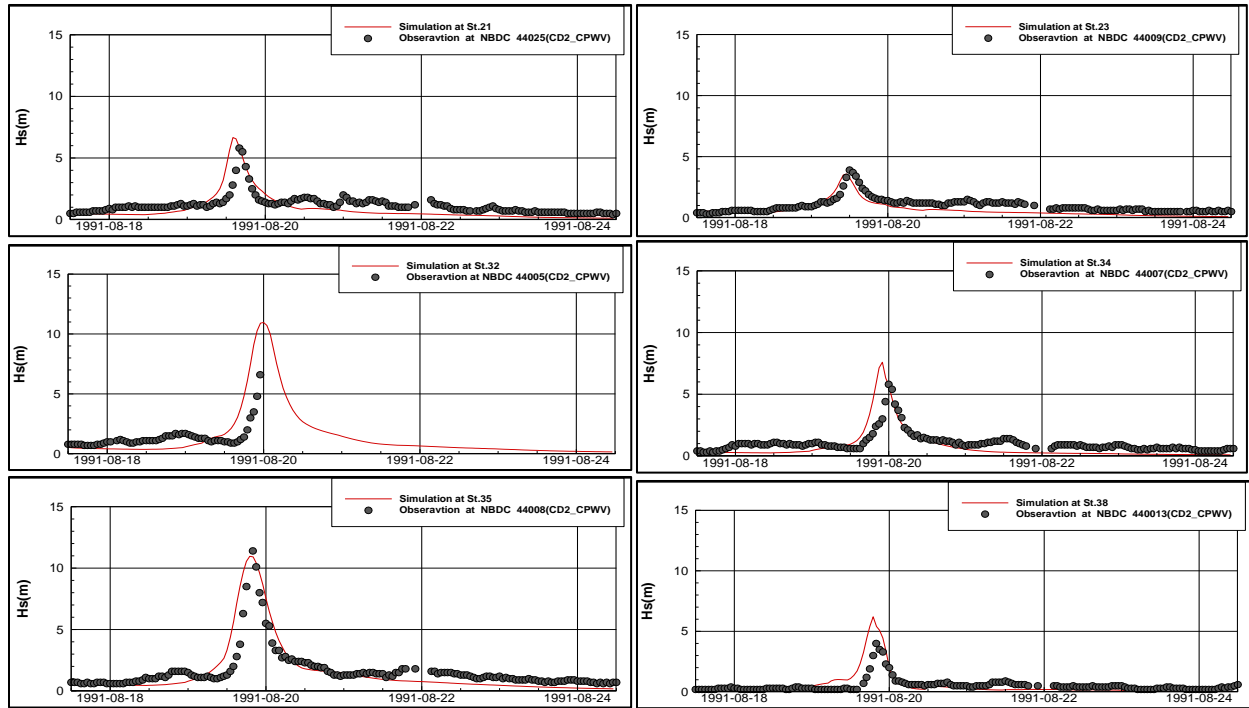 Simulation at St.21
Obseravtion at NBDC 44025(CD2_CPWV)
Hs(m)
15
10
5
0
1991-08-18
1991-08-20
1991-08-22
1991-08-24
Simulation at St.23
Obseravtion at NBDC 44009(CD2_CPWV)
Hs(m)
15
10
5
0
1991-08-18
1991-08-20
1991-08-22
1991-08-24
Simulation at St.32
Obseravtion at NBDC 44005(CD2_CPWV)
Hs(m)
15
10
5
0
1991-08-18
1991-08-20
1991-08-22
1991-08-24
Simulation at St.34
Obseravtion at NBDC 44007(CD2_CPWV)
Hs(m)
15
10
5
0
1991-08-18
1991-08-20
1991-08-22
1991-08-24
Simulation at St.35
Obseravtion at NBDC 44008(CD2_CPWV)
Hs(m)
15
10
5
0
1991-08-18
1991-08-20
1991-08-22
1991-08-24
Simulation at St.38
Obseravtion at NBDC 440013(CD2_CPWV)
Hs(m)
15
10
5
0
1991-08-18
1991-08-20
1991-08-22
1991-08-24